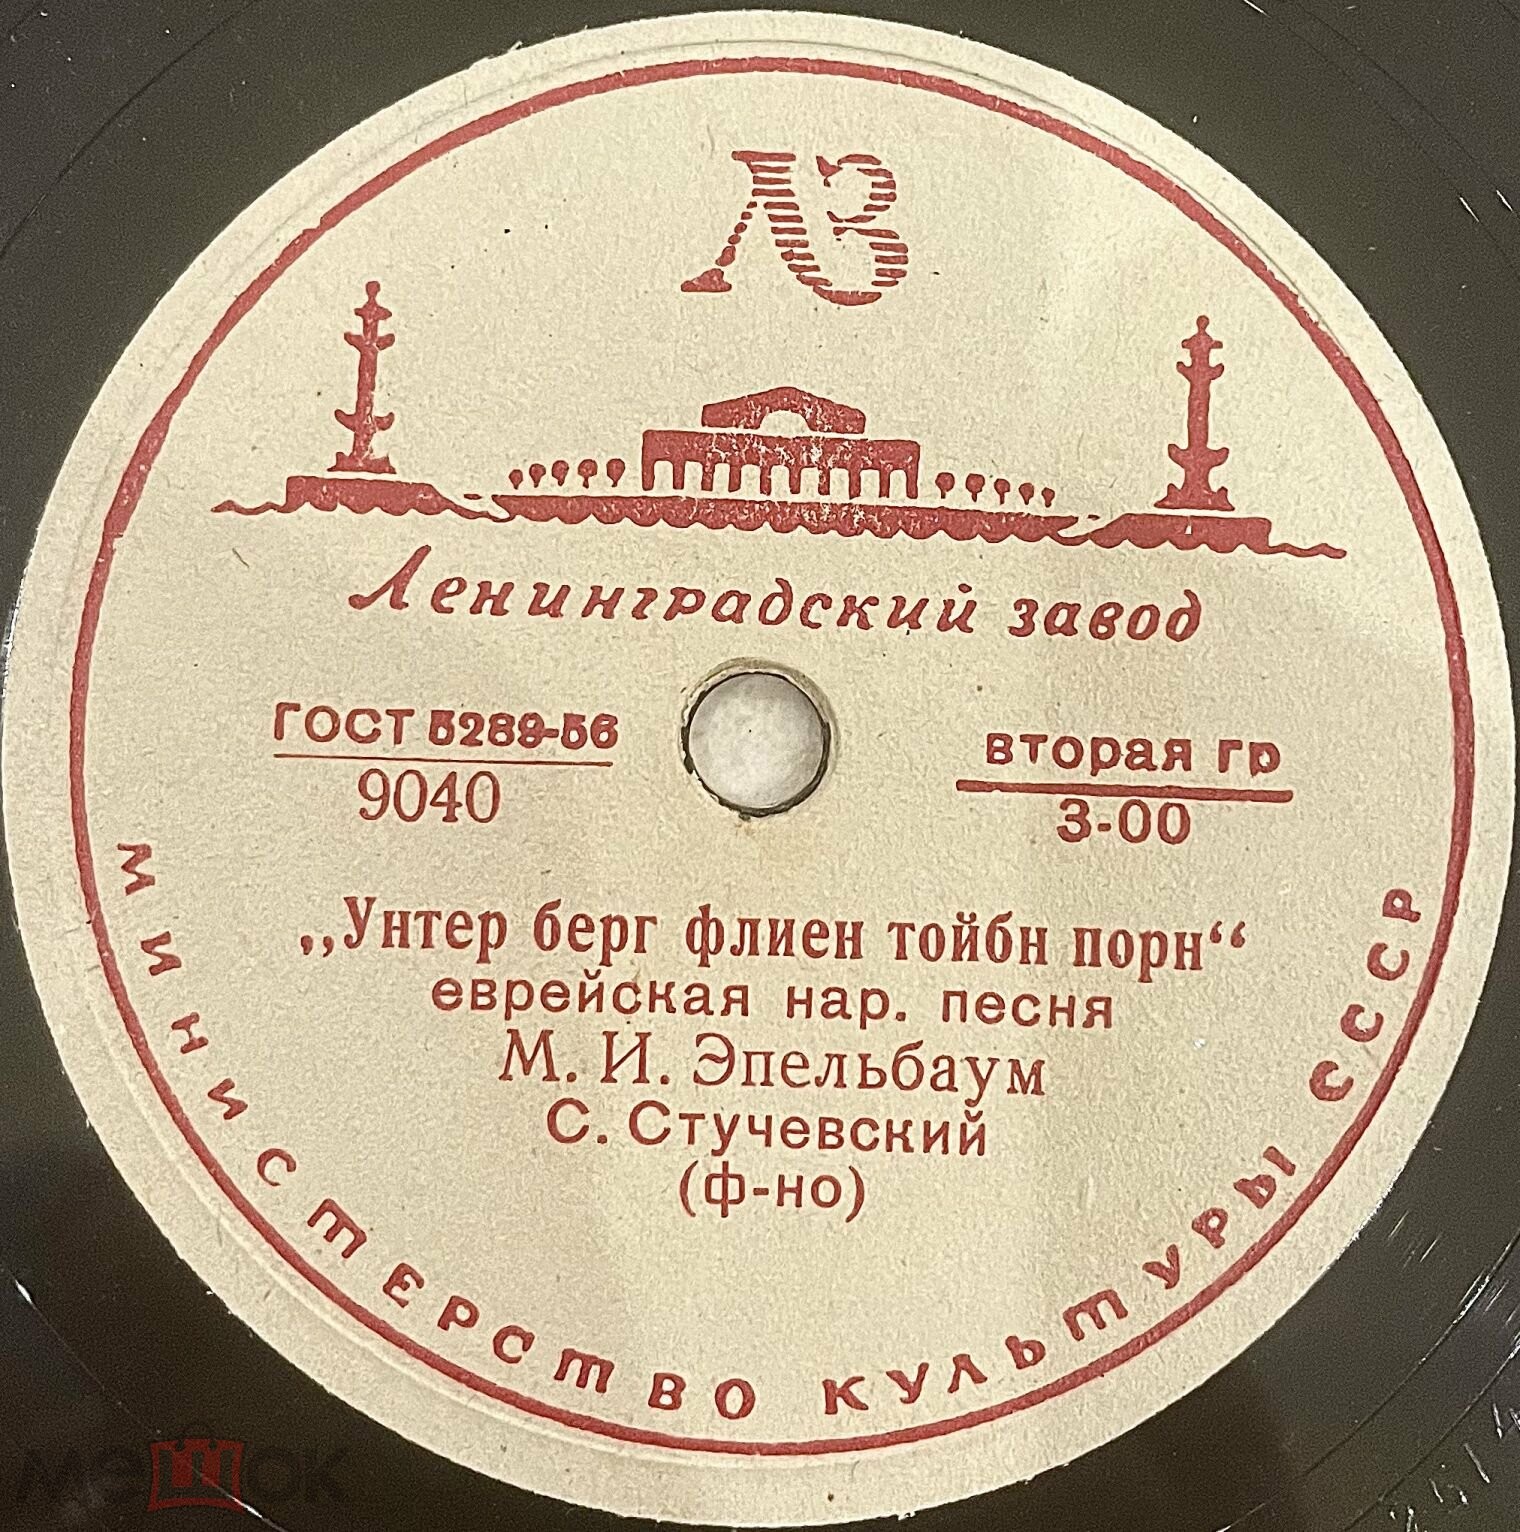 ЛЗ
Ленинградский завод
ГОСТ 5289-56
9040
вторая гр
3-00
„Унтер берг флиен тойбн порн“
еврейская нар. песня
М. И. Эпельбаум
С. Стучевский
(ф-но)
МИНИСТЕРСТВО КУЛЬТУРЫ СССР
мешок